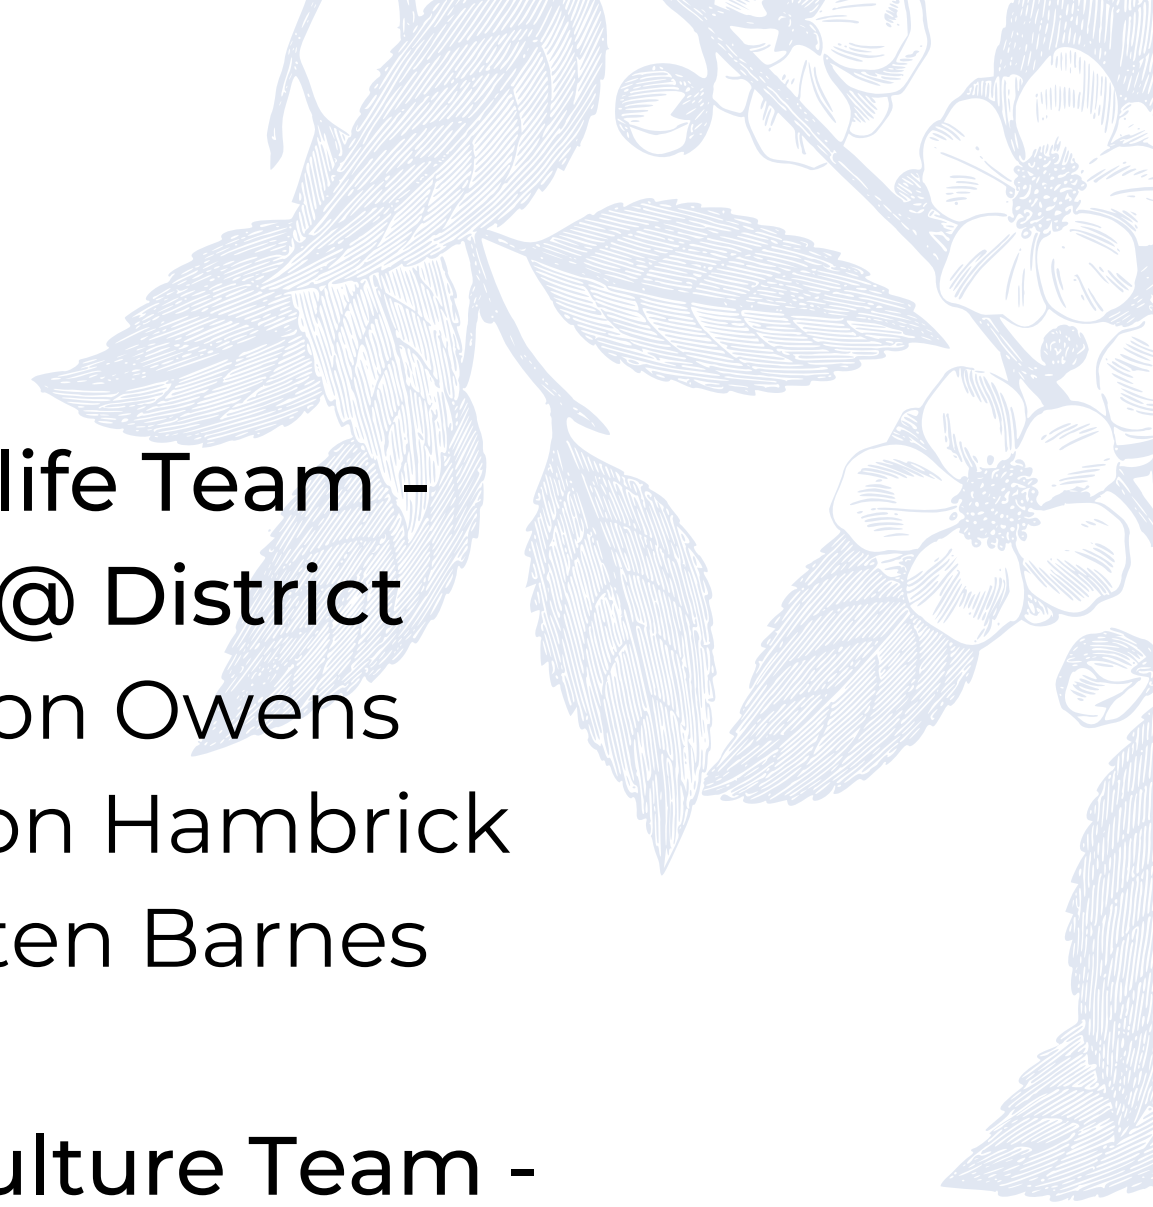 life Team -
@ District
on Owens
on Hambrick
ten Barnes
ulture Team -